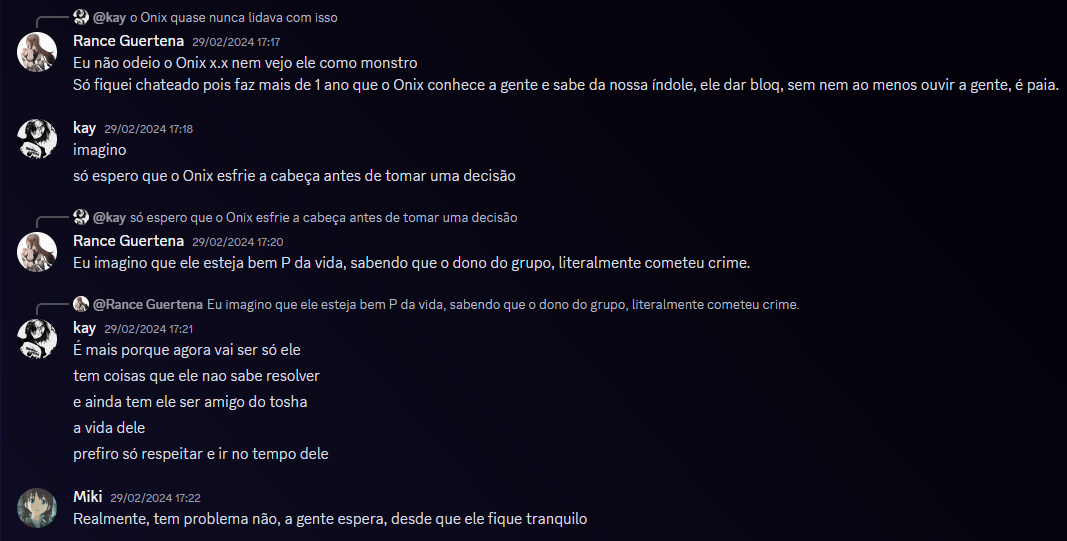 @kay o Onix quase nunca lidava com isso
Rance Guertena 29/02/2024 17:17
Eu não odeio o Onix x.x nem vejo ele como monstro
Só fiquei chateado pois faz mais de 1 ano que o Onix conhece a gente e sabe da nossa índole, ele dar bloq, sem nem ao menos ouvir a gente, é paia.
kay 29/02/2024 17:18
imagino
só espero que o Onix esfrie a cabeça antes de tomar uma decisão
@kay só espero que o Onix esfrie a cabeça antes de tomar uma decisão
Rance Guertena 29/02/2024 17:20
Eu imagino que ele esteja bem P da vida, sabendo que o dono do grupo, literalmente cometeu crime.
@Rance Guertena Eu imagino que ele esteja bem P da vida, sabendo que o dono do grupo, literalmente cometeu crime.
kay 29/02/2024 17:21
É mais porque agora vai ser só ele
tem coisas que ele nao sabe resolver
e ainda tem ele ser amigo do tosha
a vida dele
prefiro só respeitar e ir no tempo dele
Miki 29/02/2024 17:22
Realmente, tem problema não, a gente espera, desde que ele fique tranquilo